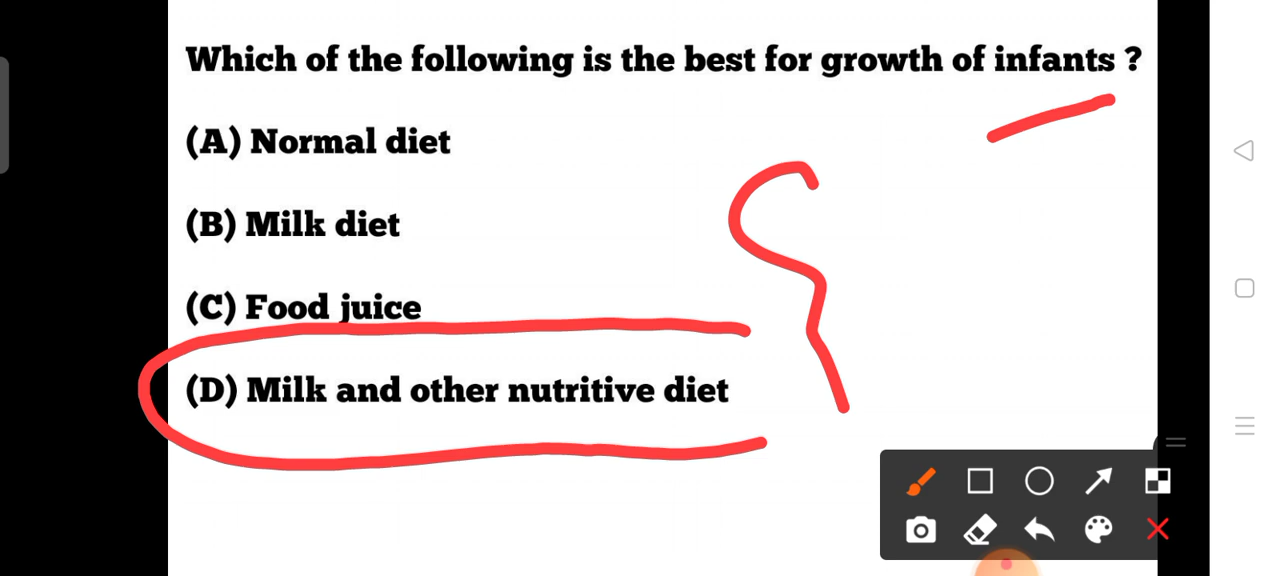 Which of the following is the best for growth of infants ?
(A) Normal diet
(B) Milk diet
(C) Food juice
(D) Milk and other nutritive diet